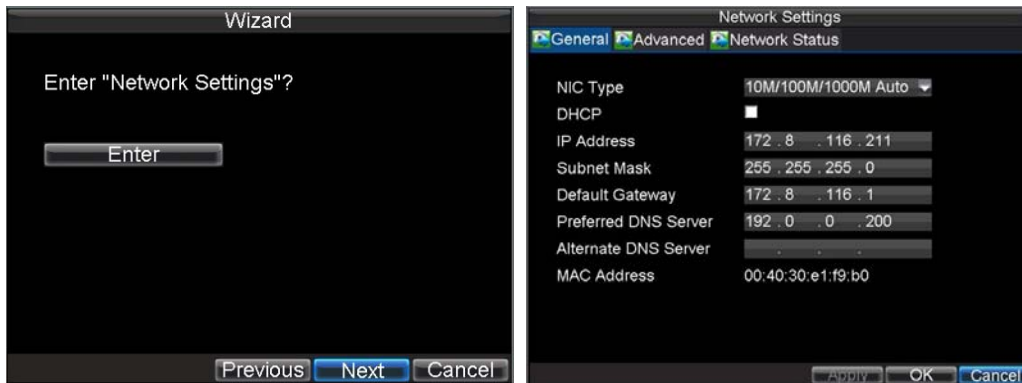 Wizard
Enter "Network Settings"?
Enter
Previous Next Cancel
Network Settings
General Advanced Network Status
NIC Type 10M/100M/1000M Auto
DHCP
IP Address 172 . 8 . 116 . 211
Subnet Mask 255 . 255 . 255 . 0
Default Gateway 172 . 8 . 116 . 1
Preferred DNS Server 192 . 0 . 0 . 200
Alternate DNS Server . . .
MAC Address 00:40:30:e1:f9:b0
Apply OK Cancel